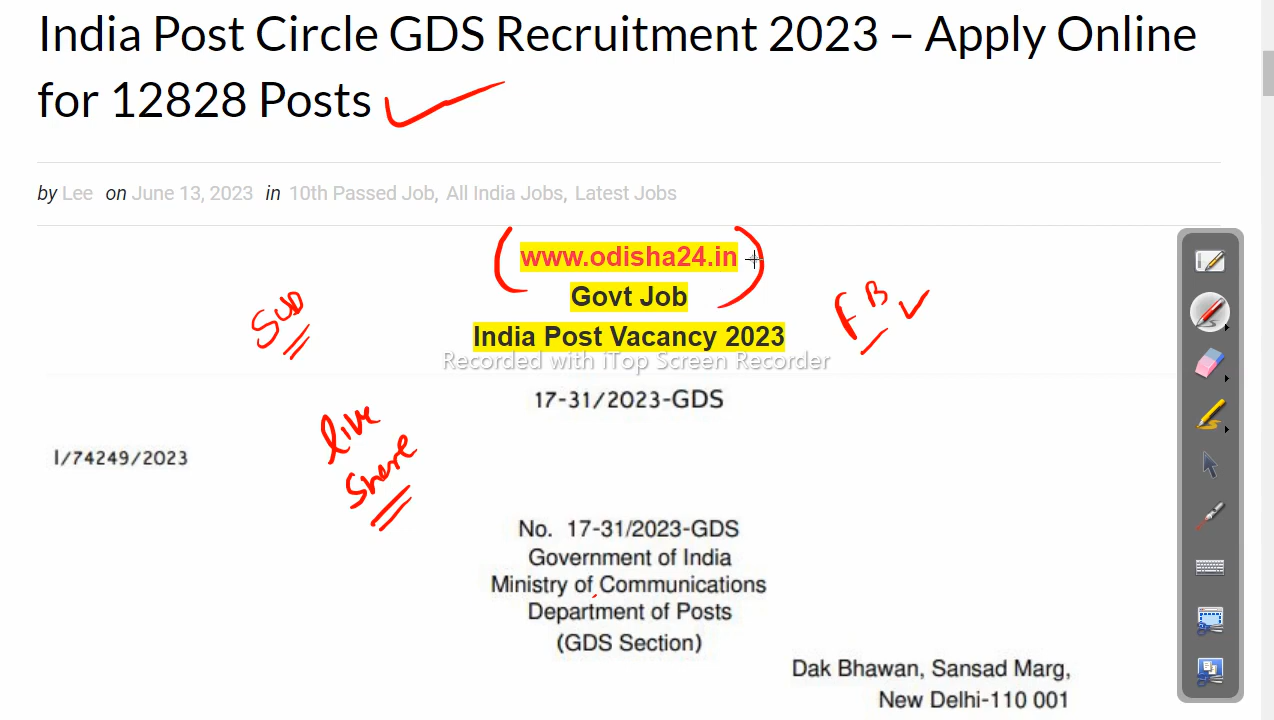 India Post Circle GDS Recruitment 2023 – Apply Online
for 12828 Posts
by Lee on June 13, 2023 in 10th Passed Job, All India Jobs, Latest Jobs
www.odisha24.in
Govt Job
India Post Vacancy 2023
Sub
FB
Recorded with iTop Screen Recorder
17-31/2023-GDS
live
I/74249/2023
Share
No. 17-31/2023-GDS
Government of India
Ministry of Communications
Department of Posts
(GDS Section)
Dak Bhawan, Sansad Marg,
New Delhi-110 001